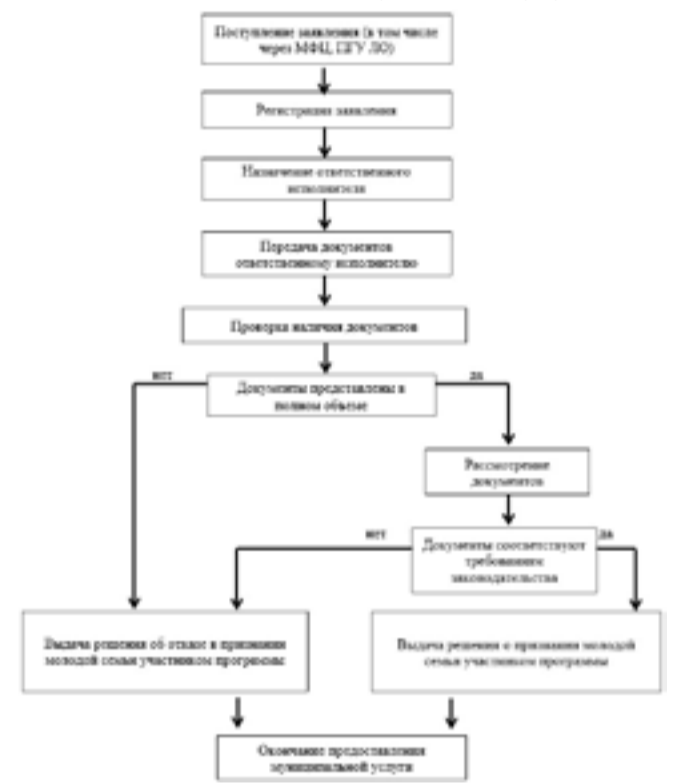 Поступление заявления (в том числе
через МФЦ, ПГУ ЛО)
Регистрация заявления
Назначение ответственного
исполнителя
Передача документов
ответственному исполнителю
Проверка наличия документов
нет
да
Документы представлены в
полном объеме
Рассмотрение
документов
нет
да
Документы соответствуют
требованиям
законодательства
Выдача решения об отказе в признании
молодой семьи участником программы
Выдача решения о признании молодой
семьи участником программы
Окончание предоставления
муниципальной услуги